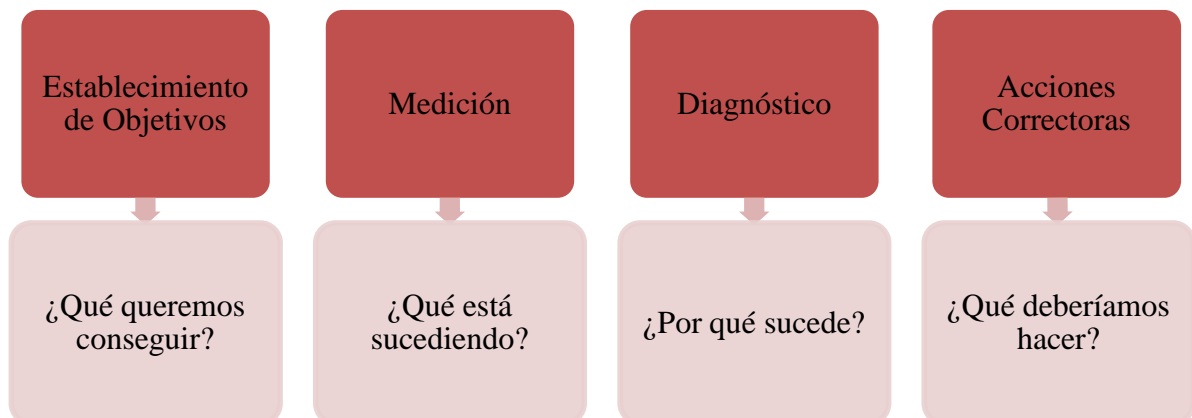 Establecimiento
de Objetivos
Medición
Diagnóstico
Acciones
Correctoras
¿Qué queremos
conseguir?
¿Qué está
sucediendo?
¿Por qué sucede?
¿Qué deberíamos
hacer?